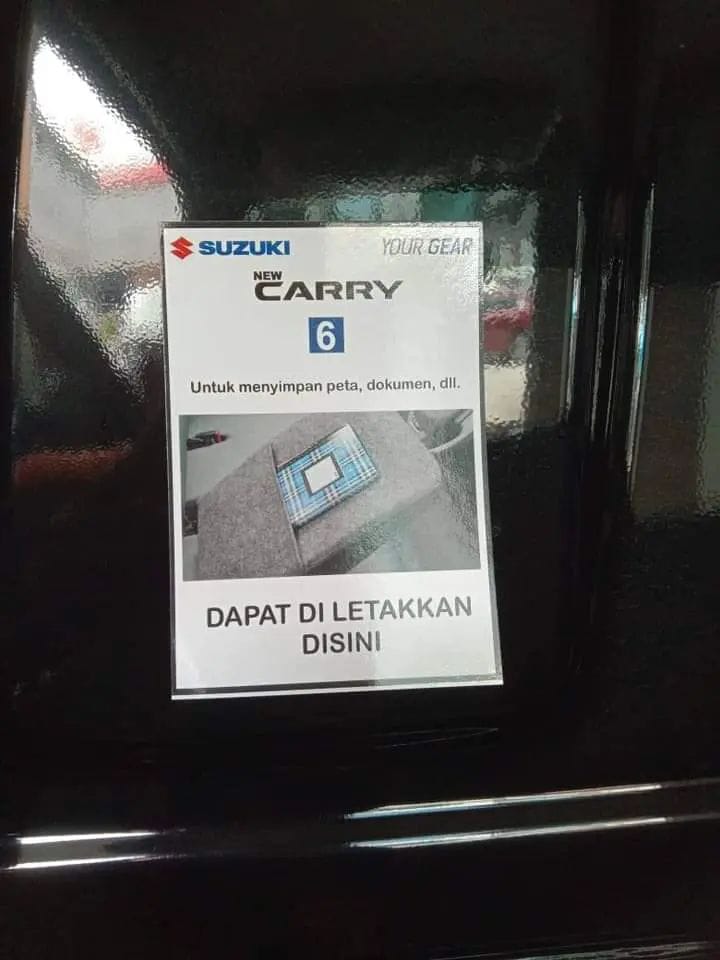 SUZUKI YOUR GEAR
NEW
CARRY
6
Untuk menyimpan peta, dokumen, dll.
DAPAT DI LETAKKAN
DISINI